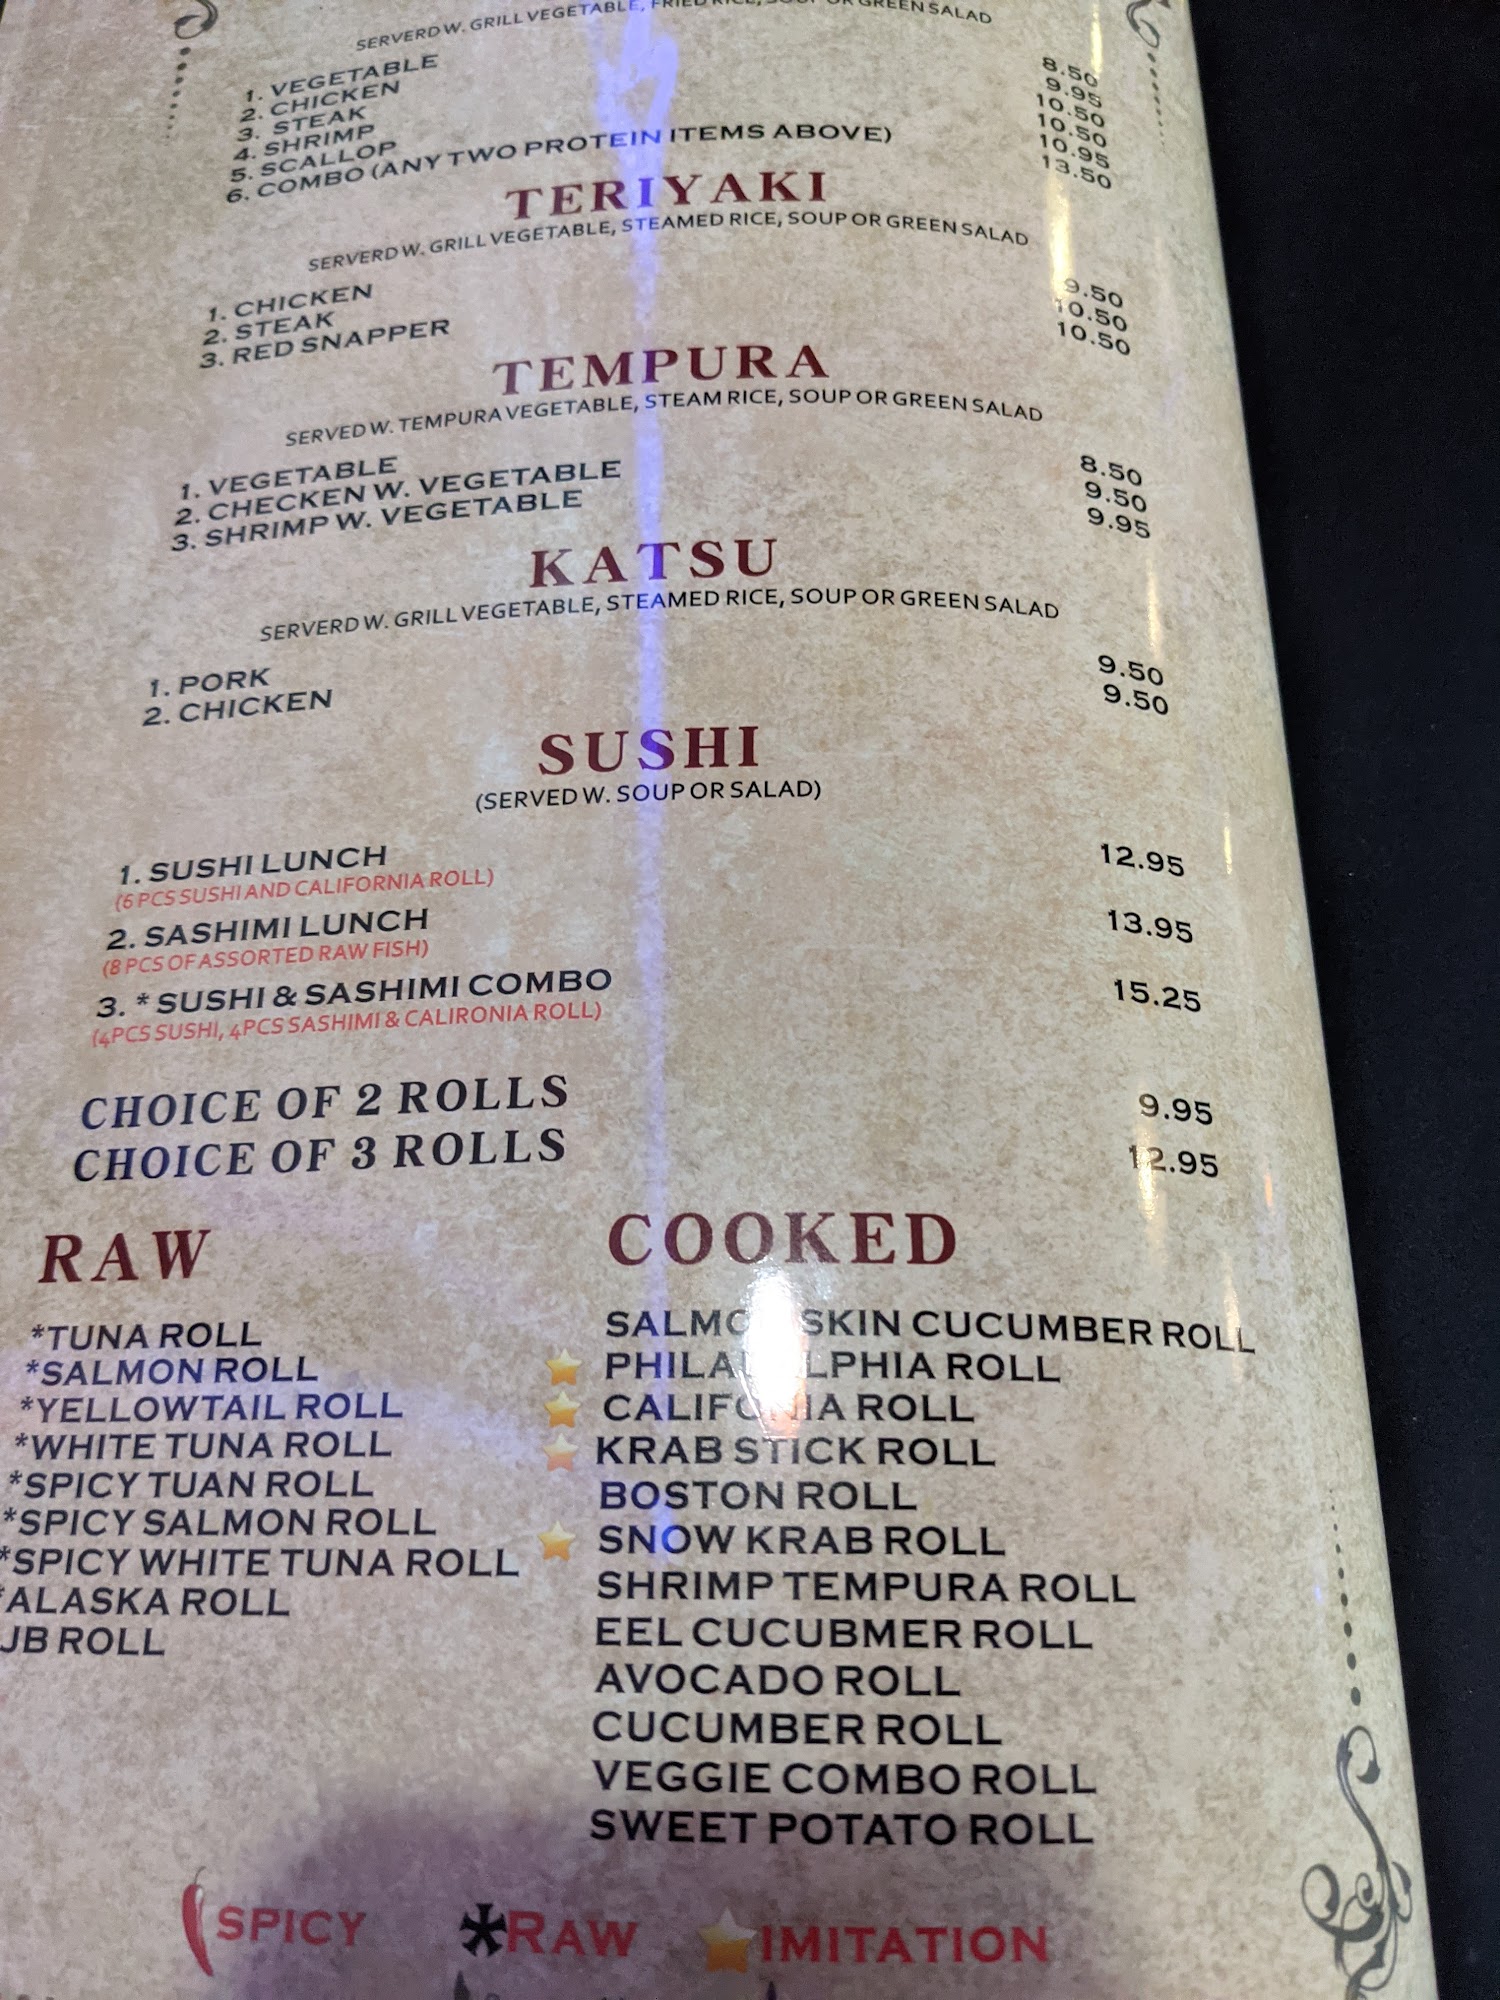 SERVERD W. GRILL VEGETABLE, FRIED RICE, SOUP OR GREEN SALAD
1. VEGETABLE 8.50
2. CHICKEN 9.95
3. STEAK 10.50
4. SHRIMP 10.50
5. SCALLOP 10.95
6. COMBO (ANY TWO PROTEIN ITEMS ABOVE) 13.50
TERIYAKI
SERVERD W. GRILL VEGETABLE, STEAMED RICE, SOUP OR GREEN SALAD
1. CHICKEN 9.50
2. STEAK 10.50
3. RED SNAPPER 10.50
TEMPURA
SERVED W. TEMPURA VEGETABLE, STEAM RICE, SOUP OR GREEN SALAD
1. VEGETABLE 8.50
2. CHECKEN W. VEGETABLE 9.50
3. SHRIMP W. VEGETABLE 9.95
KATSU
SERVERD W. GRILL VEGETABLE, STEAMED RICE, SOUP OR GREEN SALAD
1. PORK 9.50
2. CHICKEN 9.50
SUSHI
(SERVED W. SOUP OR SALAD)
1. SUSHI LUNCH 12.95
(6 PCS SUSHI AND CALIFORNIA ROLL)
2. SASHIMI LUNCH 13.95
(8 PCS OF ASSORTED RAW FISH)
3. * SUSHI & SASHIMI COMBO 15.25
(4PCS SUSHI, 4PCS SASHIMI & CALIRONIA ROLL)
CHOICE OF 2 ROLLS 9.95
CHOICE OF 3 ROLLS 12.95
RAW
*TUNA ROLL
*SALMON ROLL
*YELLOWTAIL ROLL
*WHITE TUNA ROLL
*SPICY TUAN ROLL
*SPICY SALMON ROLL
*SPICY WHITE TUNA ROLL
*ALASKA ROLL
JB ROLL
COOKED
SALMON SKIN CUCUMBER ROLL
PHILADELPHIA ROLL
CALIFONIA ROLL
KRAB STICK ROLL
BOSTON ROLL
SNOW KRAB ROLL
SHRIMP TEMPURA ROLL
EEL CUCUBMER ROLL
AVOCADO ROLL
CUCUMBER ROLL
VEGGIE COMBO ROLL
SWEET POTATO ROLL
SPICY *RAW IMITATION